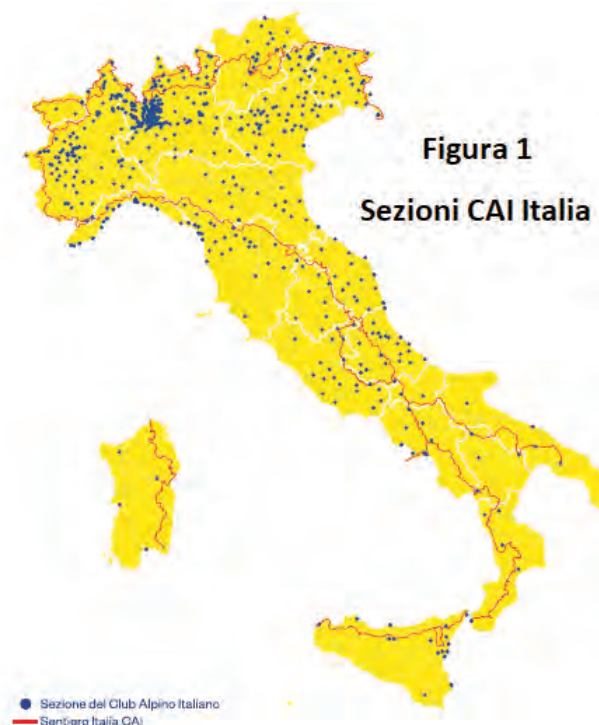 Figura 1
Sezioni CAI Italia
Sezione del Club Alpino Italiano
Sentiero Italia CAI